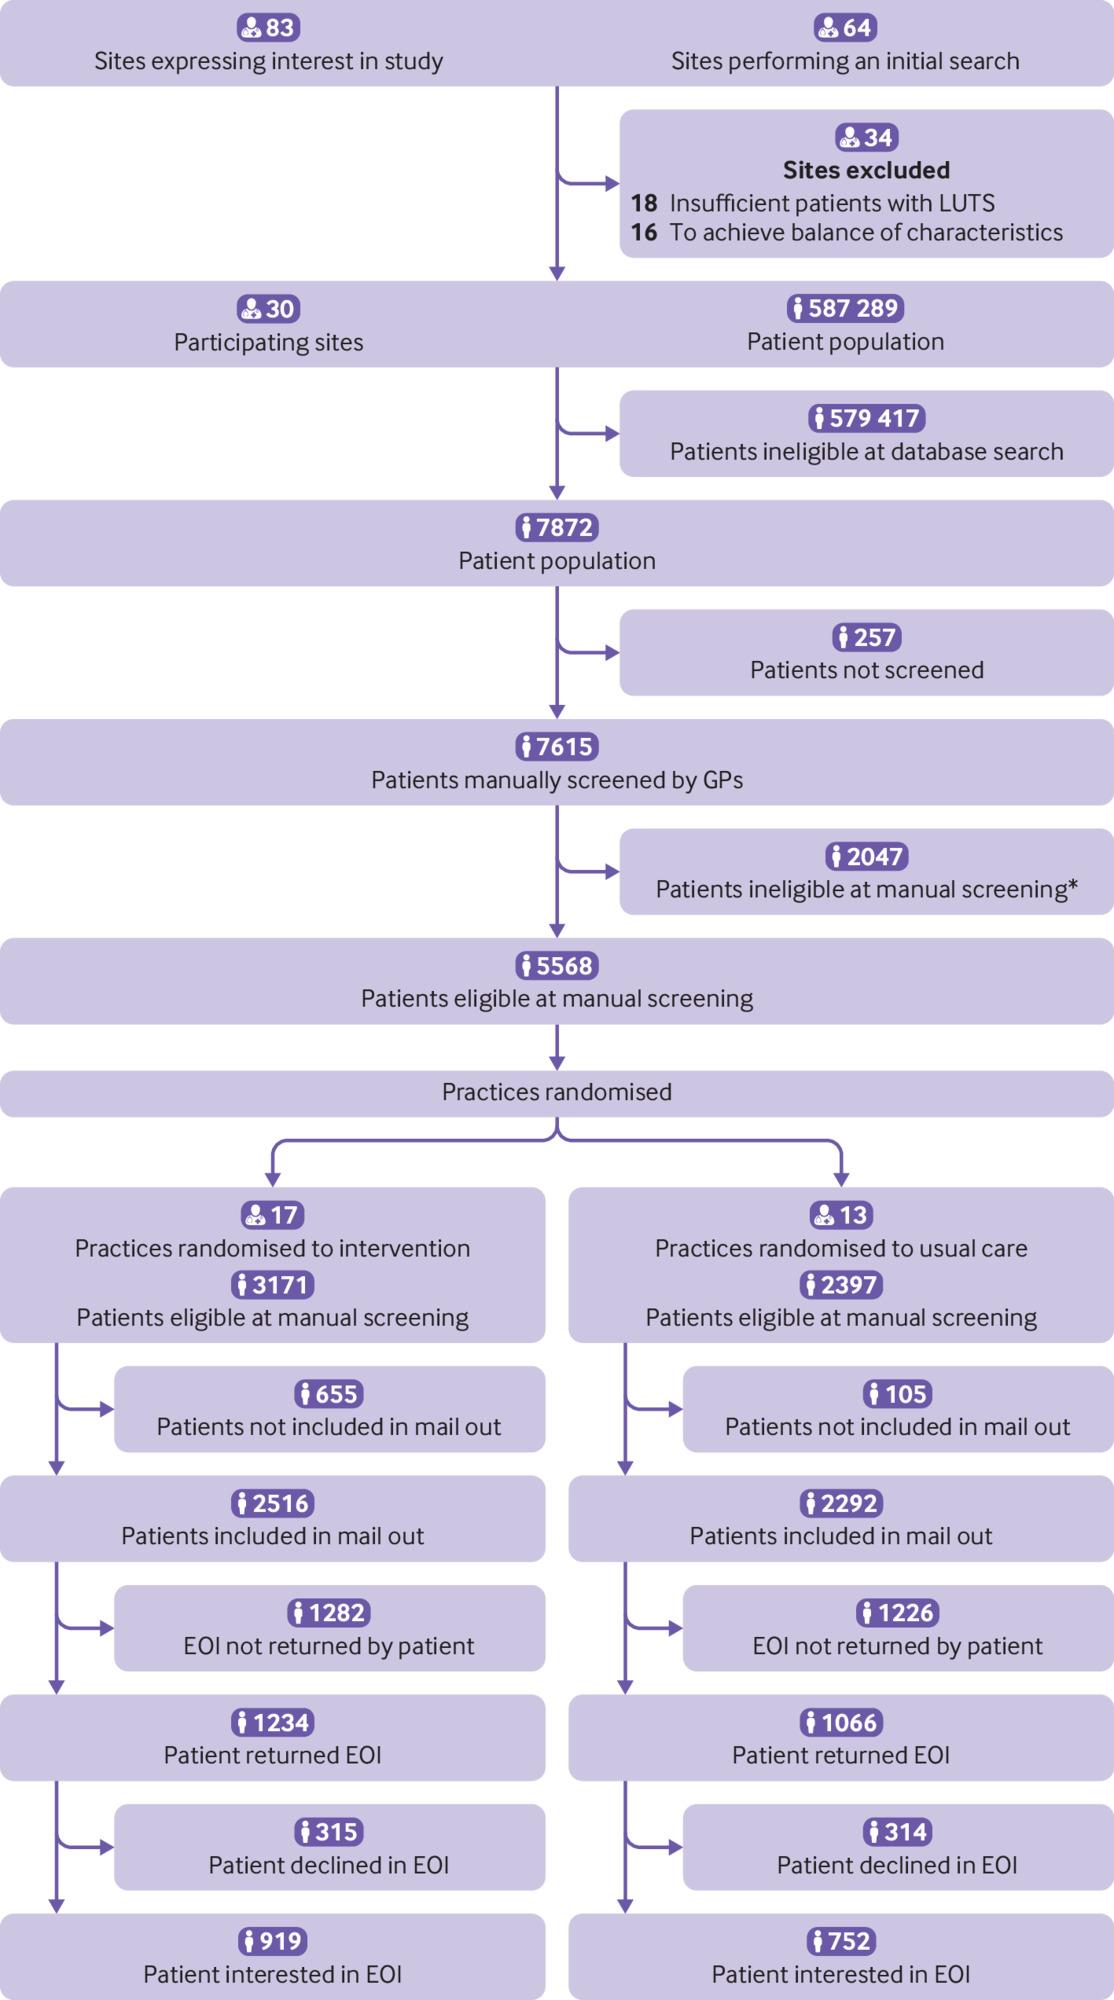 83
Sites expressing interest in study
64
Sites performing an initial search
34
Sites excluded
18 Insufficient patients with LUTS
16 To achieve balance of characteristics
30
Participating sites
587 289
Patient population
579 417
Patients ineligible at database search
7872
Patient population
257
Patients not screened
7615
Patients manually screened by GPs
2047
Patients ineligible at manual screening*
5568
Patients eligible at manual screening
Practices randomised
17
Practices randomised to intervention
3171
Patients eligible at manual screening
13
Practices randomised to usual care
2397
Patients eligible at manual screening
655
Patients not included in mail out
105
Patients not included in mail out
2516
Patients included in mail out
2292
Patients included in mail out
1282
EOI not returned by patient
1226
EOI not returned by patient
1234
Patient returned EOI
1066
Patient returned EOI
315
Patient declined in EOI
314
Patient declined in EOI
919
Patient interested in EOI
752
Patient interested in EOI